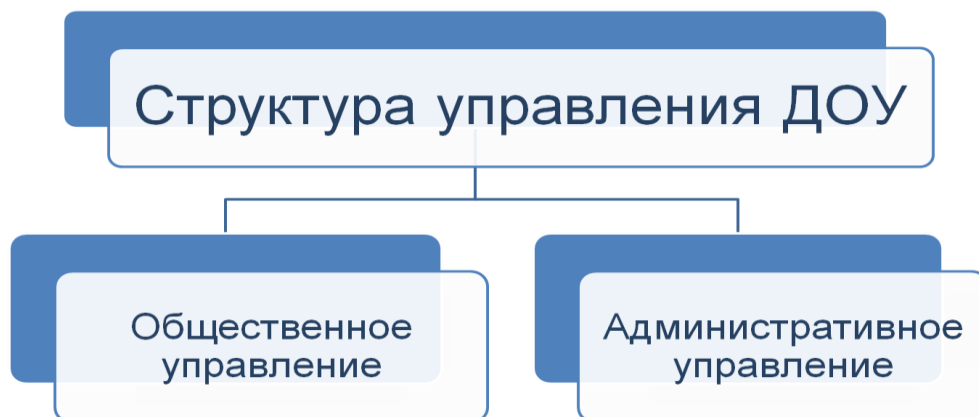 Структура управления ДОУ
Общественное
управление
Административное
управление